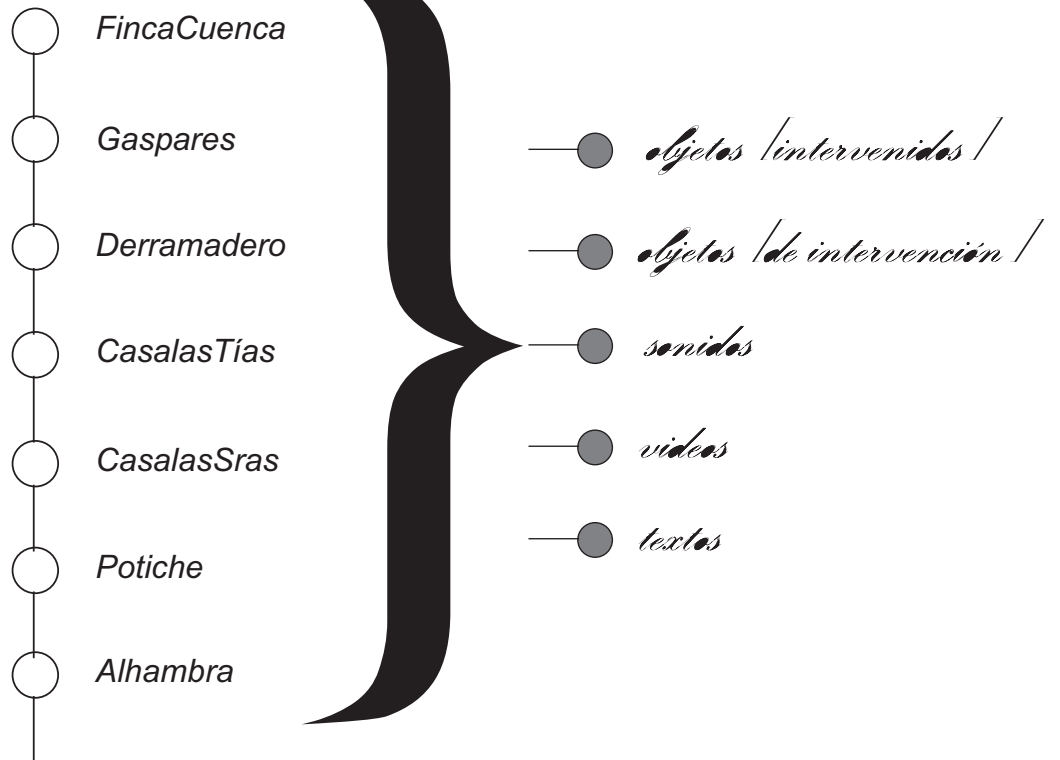 FincaCuenca
Gaspares
Derramadero
CasalasTías
CasalasSras
Potiche
Alhambra
objetos /intervenidos/
objetos /de intervención/
sonidos
videos
textos